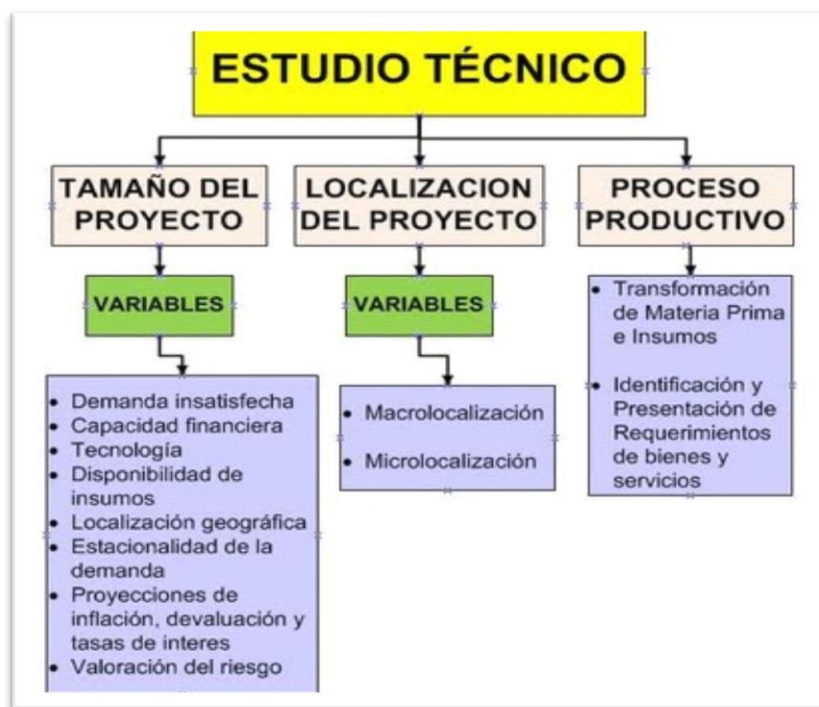 ESTUDIO TÉCNICO
TAMAÑO DEL
PROYECTO
VARIABLES
• Demanda insatisfecha
• Capacidad financiera
• Tecnología
• Disponibilidad de
insumos
• Localización geográfica
• Estacionalidad de la
demanda
• Proyecciones de
inflación, devaluación y
tasas de interes
• Valoración del riesgo
LOCALIZACION
DEL PROYECTO
VARIABLES
• Macrolocalización
• Microlocalización
PROCESO
PRODUCTIVO
• Transformación
de Materia Prima
e Insumos
• Identificación y
Presentación de
Requerimientos
de bienes y
servicios